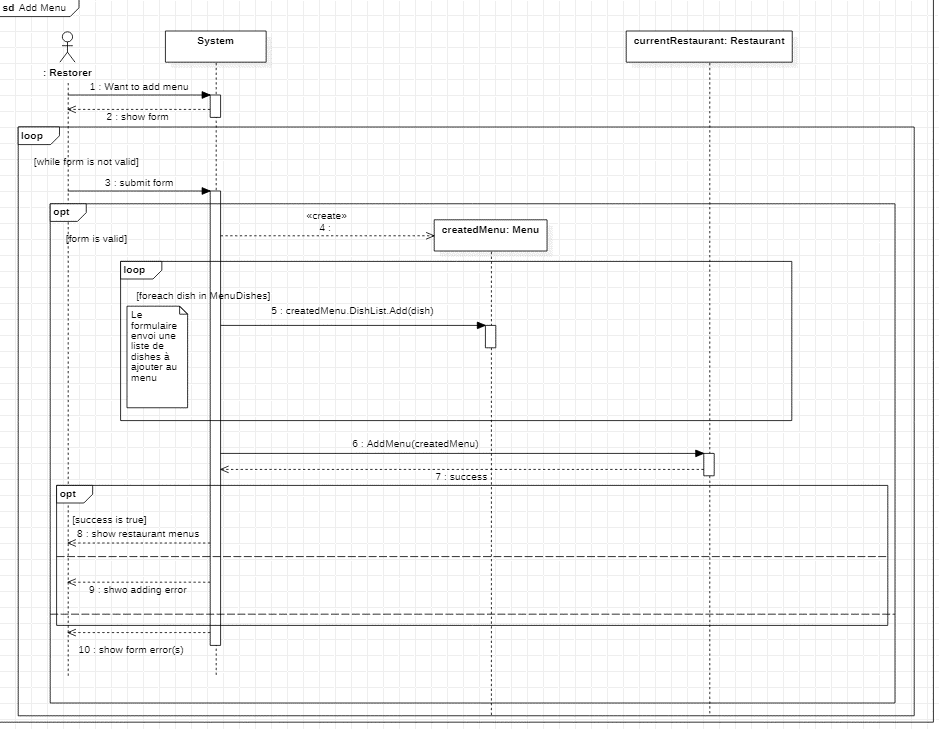 sd Add Menu
System
currentRestaurant: Restaurant
: Restorer
1 : Want to add menu
2 : show form
loop
[while form is not valid]
3 : submit form
opt
«create»
4 :
createdMenu: Menu
[form is valid]
loop
[foreach dish in MenuDishes]
5 : createdMenu.DishList.Add(dish)
Le
formulaire
envoi une
liste de
dishes à
ajouter au
menu
6 : AddMenu(createdMenu)
7 : success
opt
[success is true]
8 : show restaurant menus
9 : shwo adding error
10 : show form error(s)